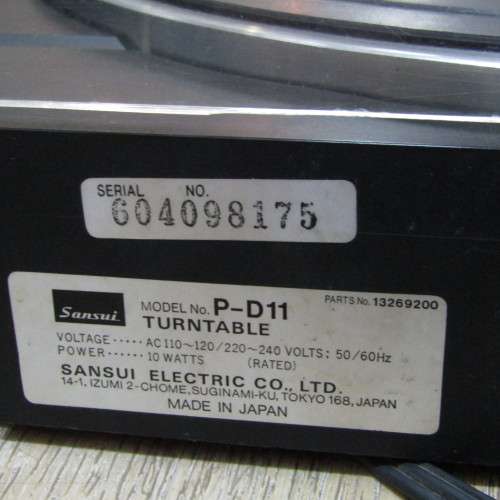 SERIAL NO.
604098175
Sansui MODEL No. P-D11 PARTS No. 13269200
TURNTABLE
VOLTAGE ····· AC 110~120/220~240 VOLTS: 50/60Hz
POWER ····· 10 WATTS (RATED)
SANSUI ELECTRIC CO., LTD.
14-1, IZUMI 2-CHOME, SUGINAMI-KU, TOKYO 168, JAPAN
MADE IN JAPAN